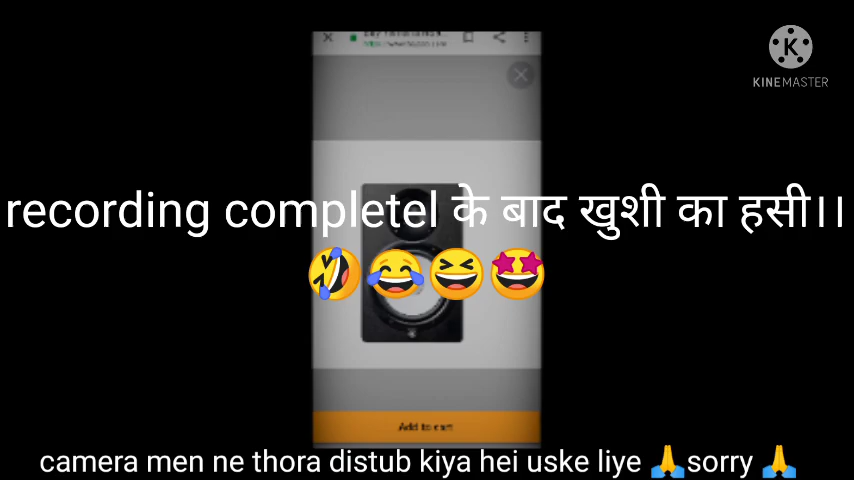 KINEMASTER
recording completel के बाद खुशी का हसी।।
🤣😂😆🤩
Add to cart
camera men ne thora distub kiya hei uske liye 🙏sorry 🙏